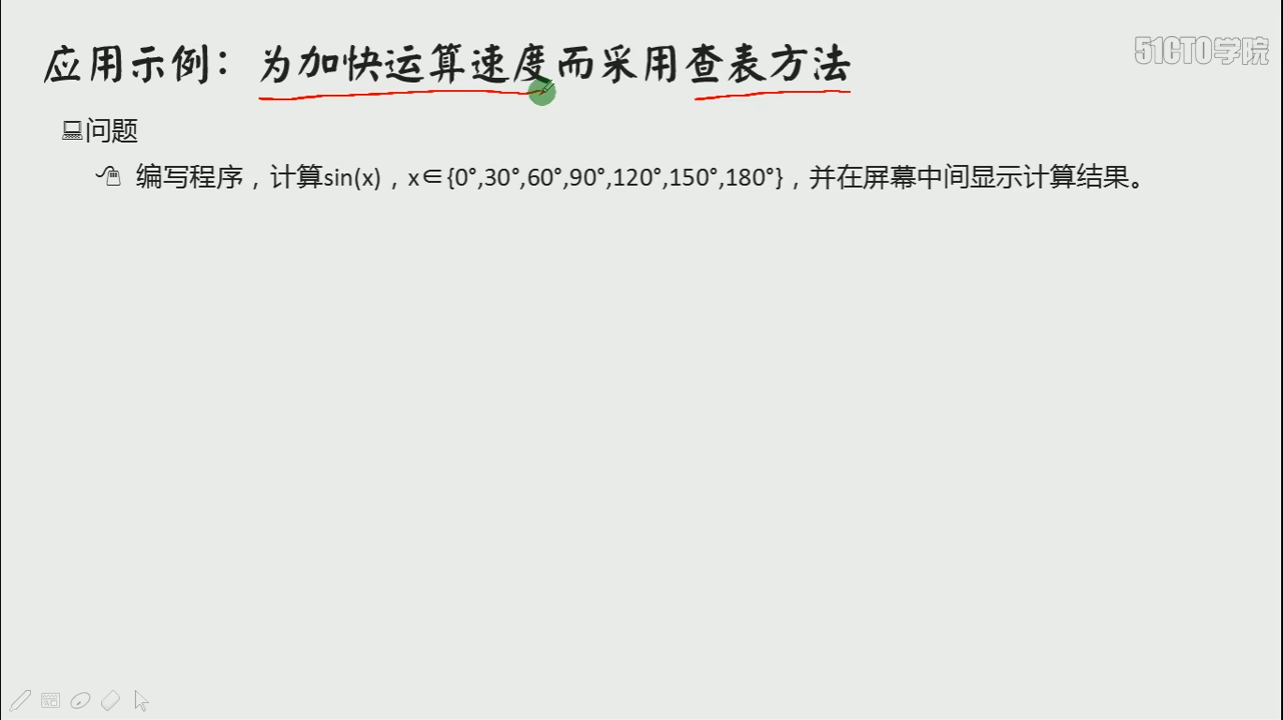 51CTO学院
应用示例：为加快运算速度而采用查表方法
问题
编写程序，计算sin(x)，x∈{0°,30°,60°,90°,120°,150°,180°}，并在屏幕中间显示计算结果。